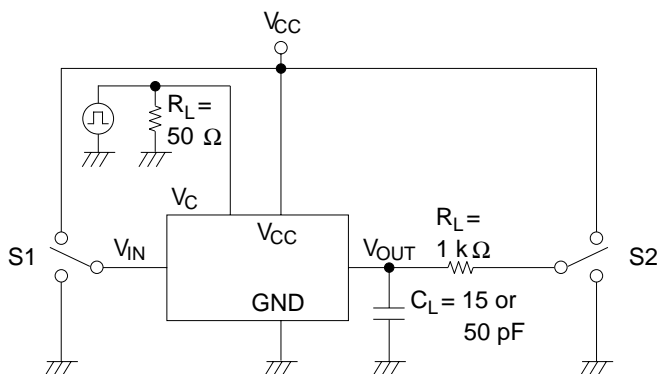 VCC
RL =
50 Ω
VC
VCC
RL =
1 kΩ
S1
VIN
VOUT
S2
GND
CL = 15 or
50 pF